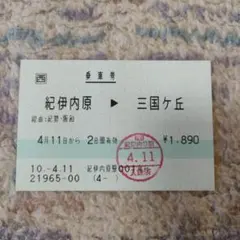 西
乗車券
紀伊内原 ▶ 三国ケ丘
経由:紀勢・阪和
4月11日から 2日間有効 ¥1,890
4.11
10.-4.11 紀伊内原駅
21965-00 (4- )